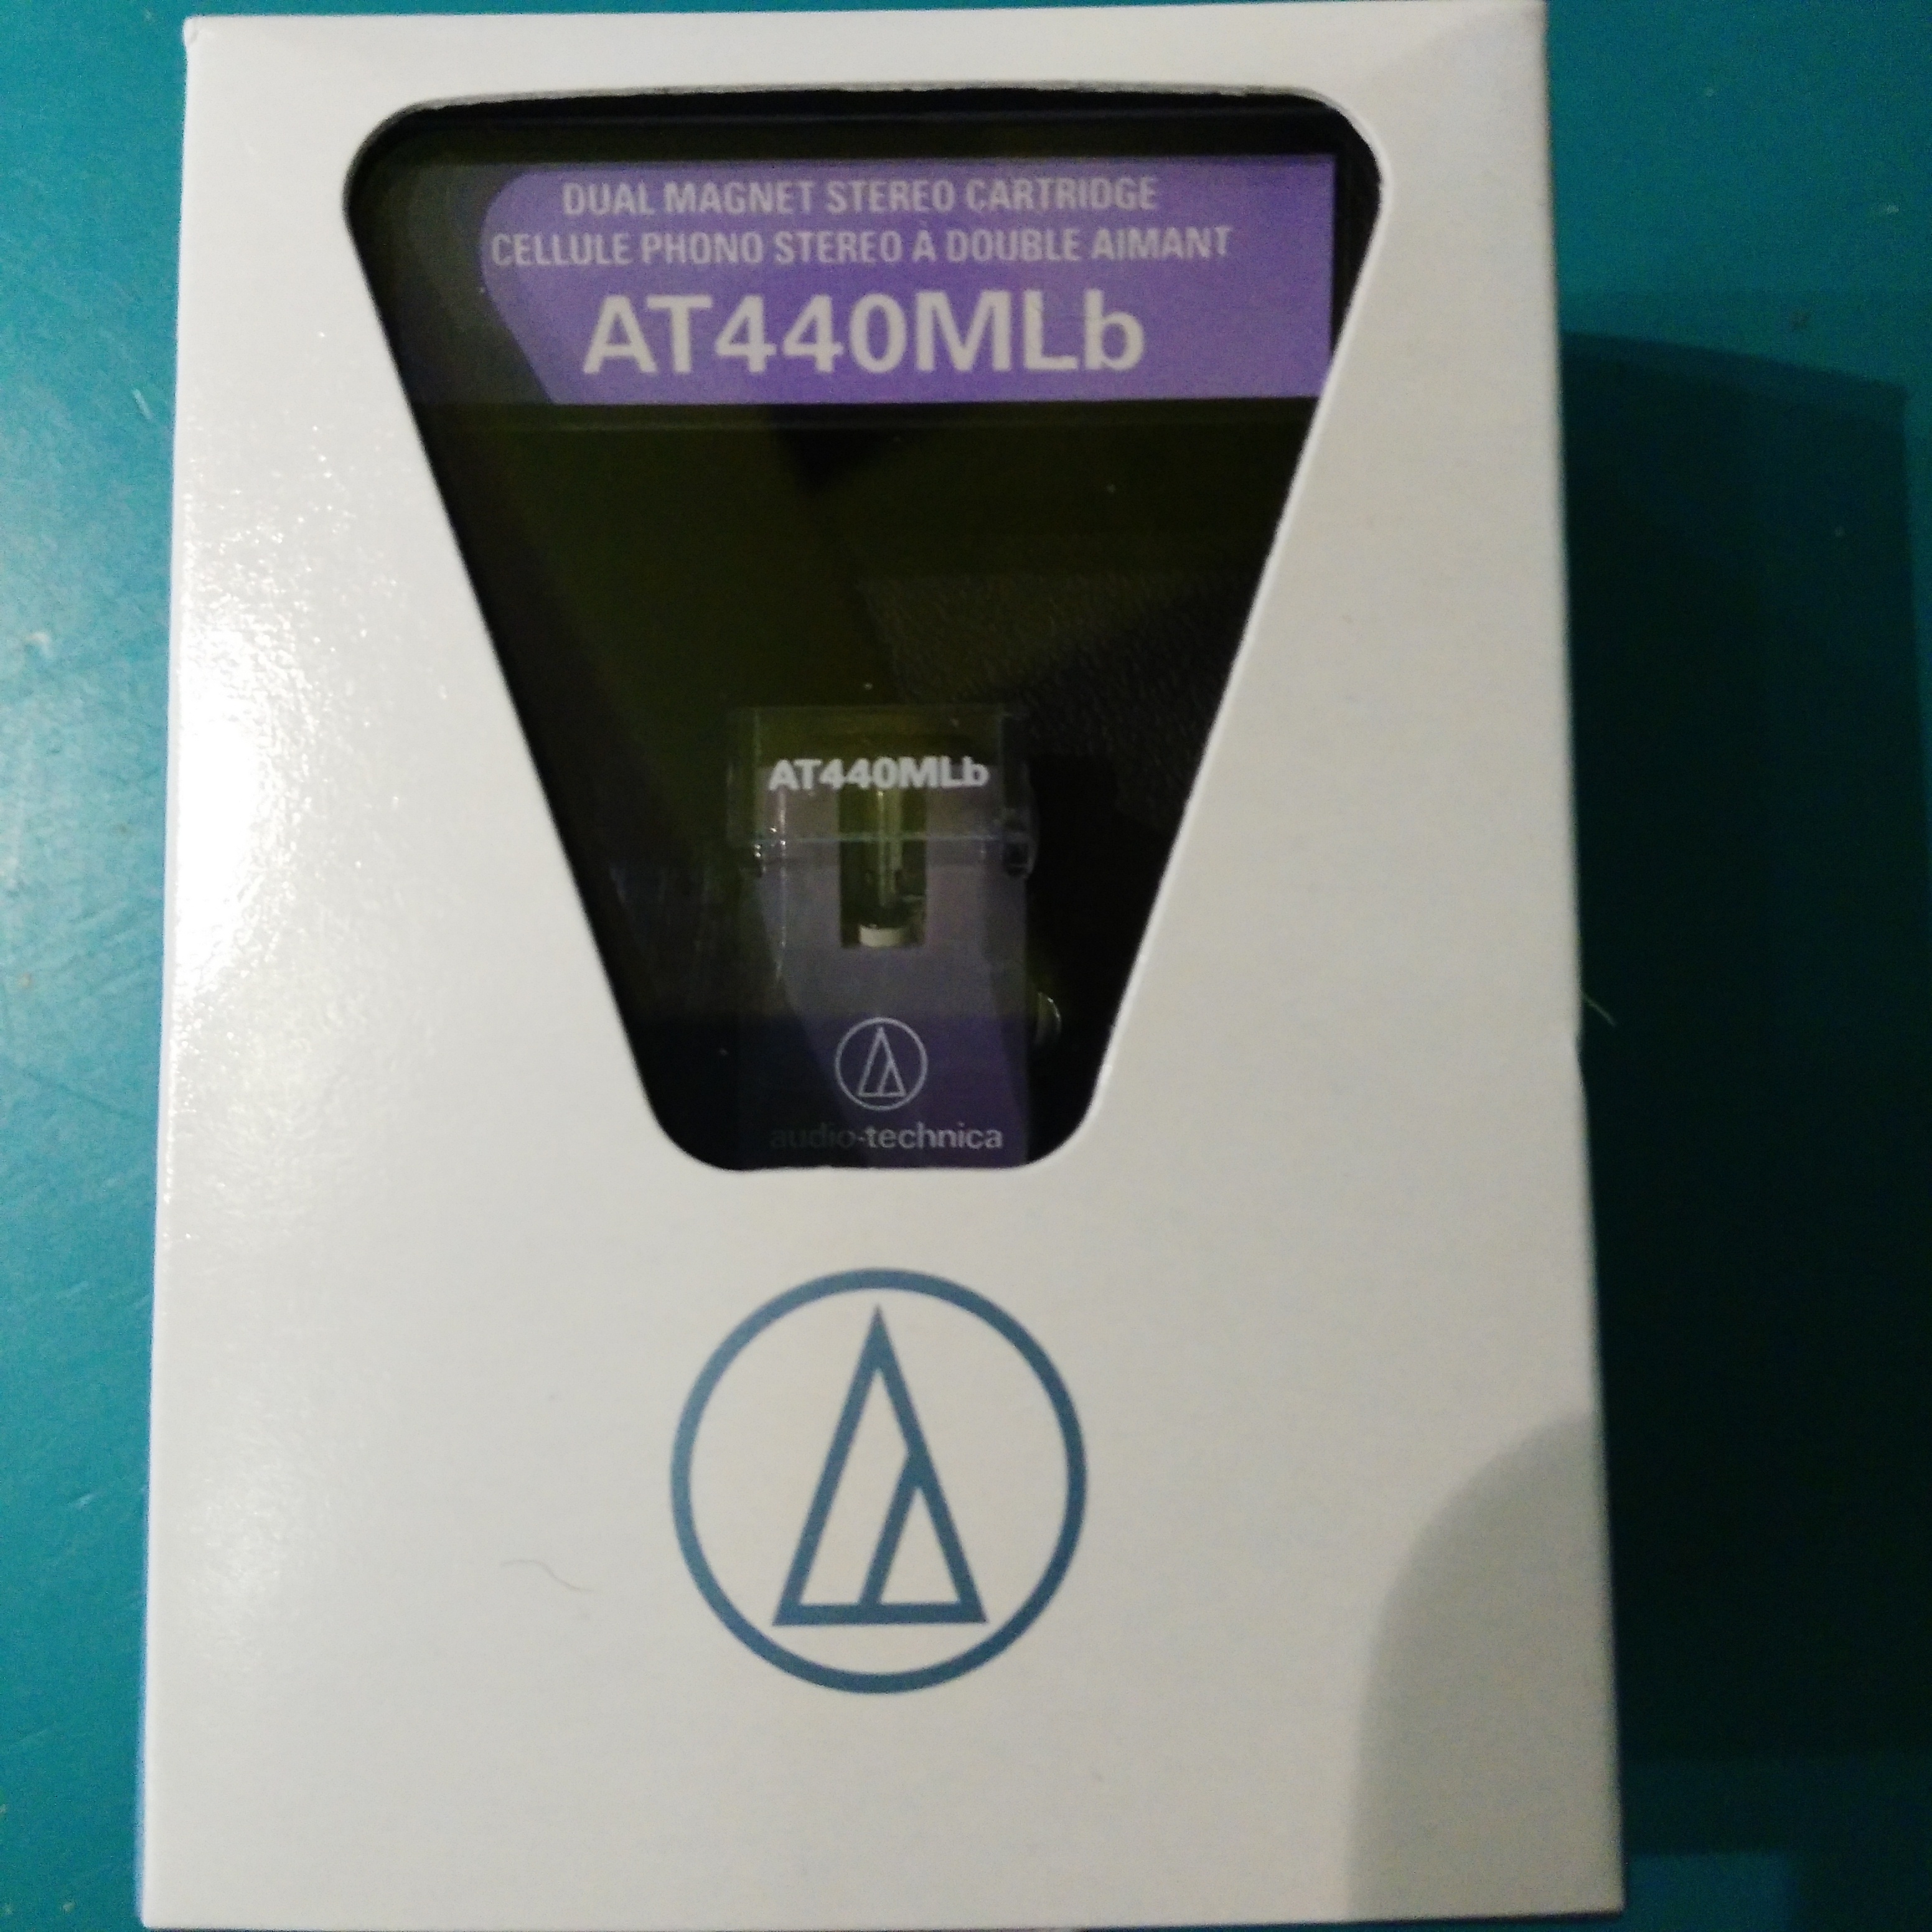 DUAL MAGNET STEREO CARTRIDGE
CELLULE PHONO STEREO À DOUBLE AIMANT
AT440MLb
AT440MLb
audio-technica